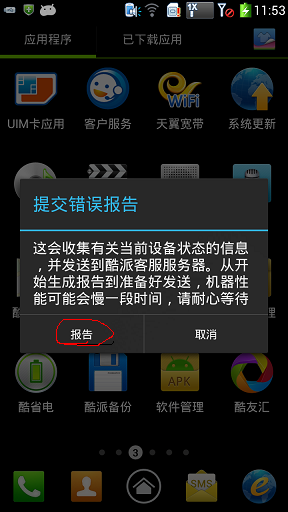 1X
11:53
应用程序
已下载应用
UIM卡应用
客户服务
天翼宽带
系统更新
WiFi
提交错误报告
这会收集有关当前设备状态的信息
，并发送到酷派客服服务器。从开
始生成报告到准备好发送，机器性
能可能会慢一段时间，请耐心等待
报告
取消
酷省电
酷派备份
软件管理
酷友汇
APK
3
SMS